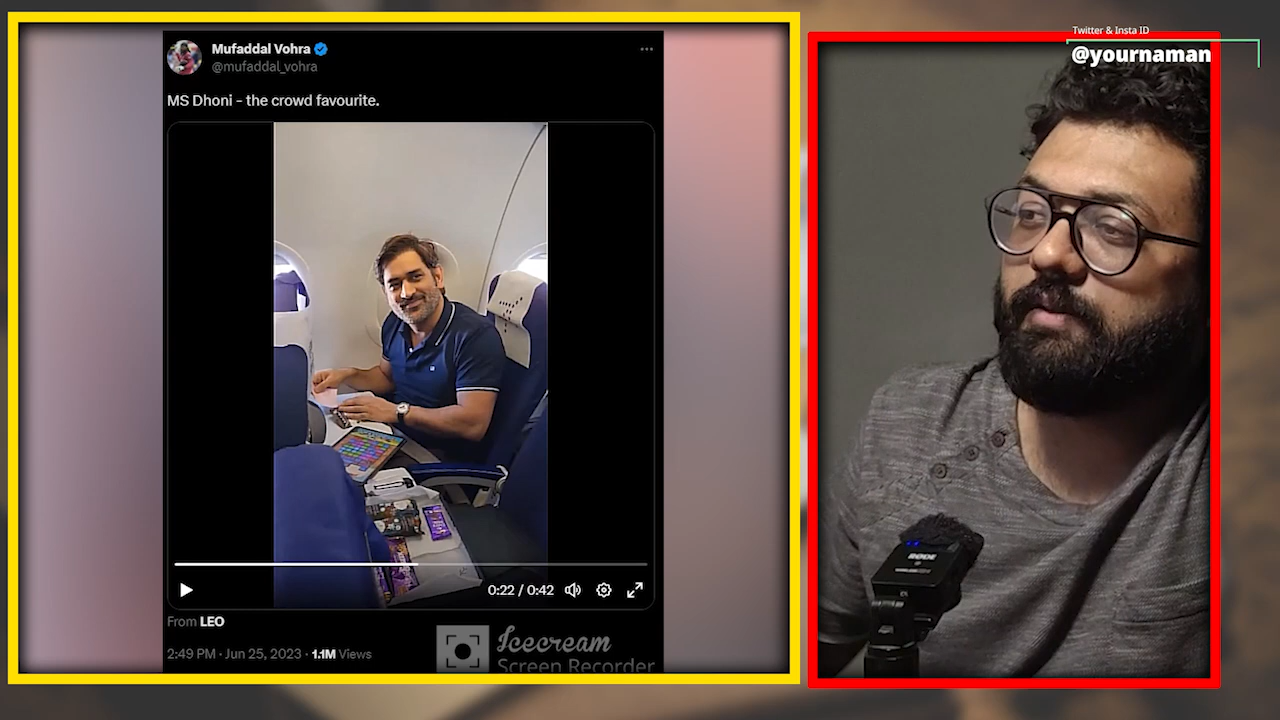 Mufaddal Vohra
@mufaddal_vohra
MS Dhoni - the crowd favourite.
0:22 / 0:42
From LEO
2:49 PM · Jun 25, 2023 · 1.1M Views
Icecream
Screen Recorder
Twitter & Insta ID
@yournaman
RØDE